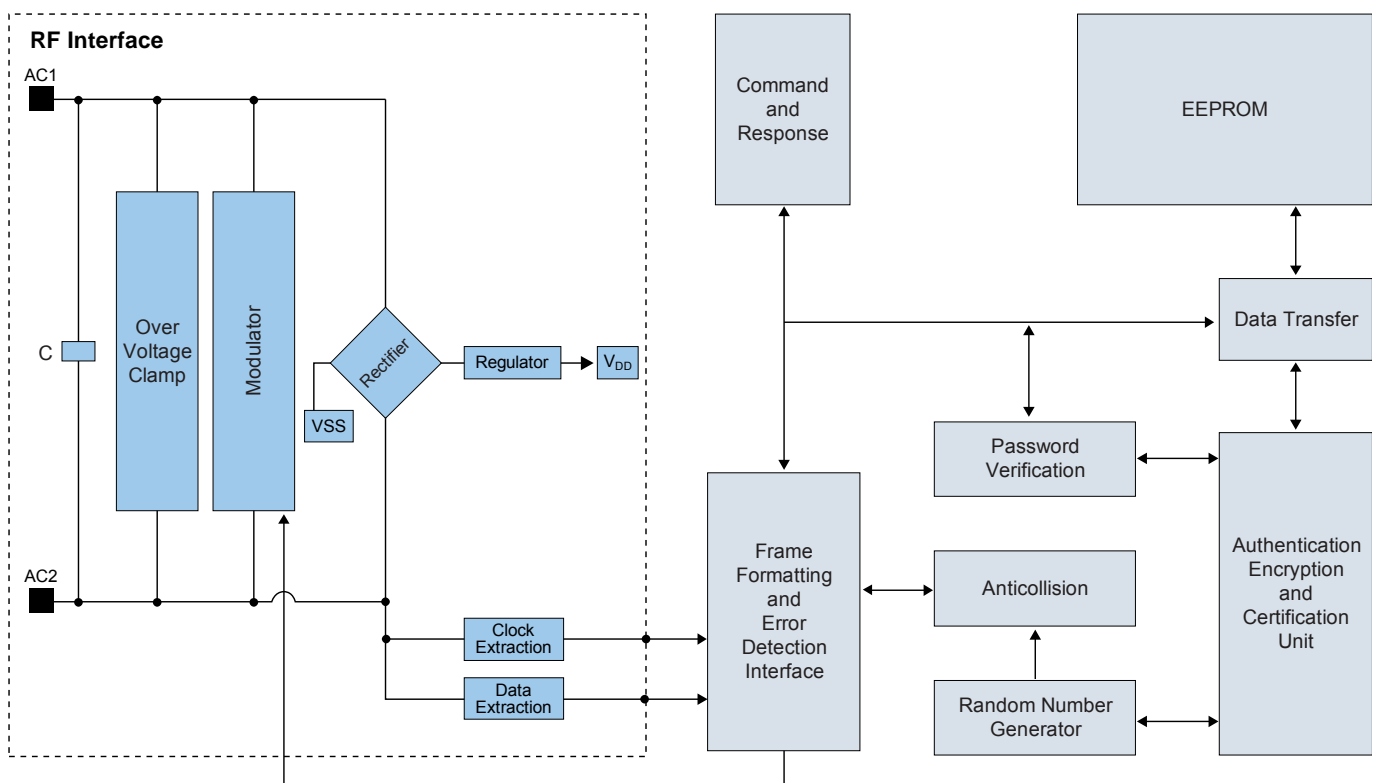 RF Interface
AC1
C
Over
Voltage
Clamp
Modulator
Rectifier
VSS
Regulator
VDD
AC2
Clock
Extraction
Data
Extraction
Command
and
Response
EEPROM
Data Transfer
Password
Verification
Frame
Formatting
and
Error
Detection
Interface
Anticollision
Random Number
Generator
Authentication
Encryption
and
Certification
Unit